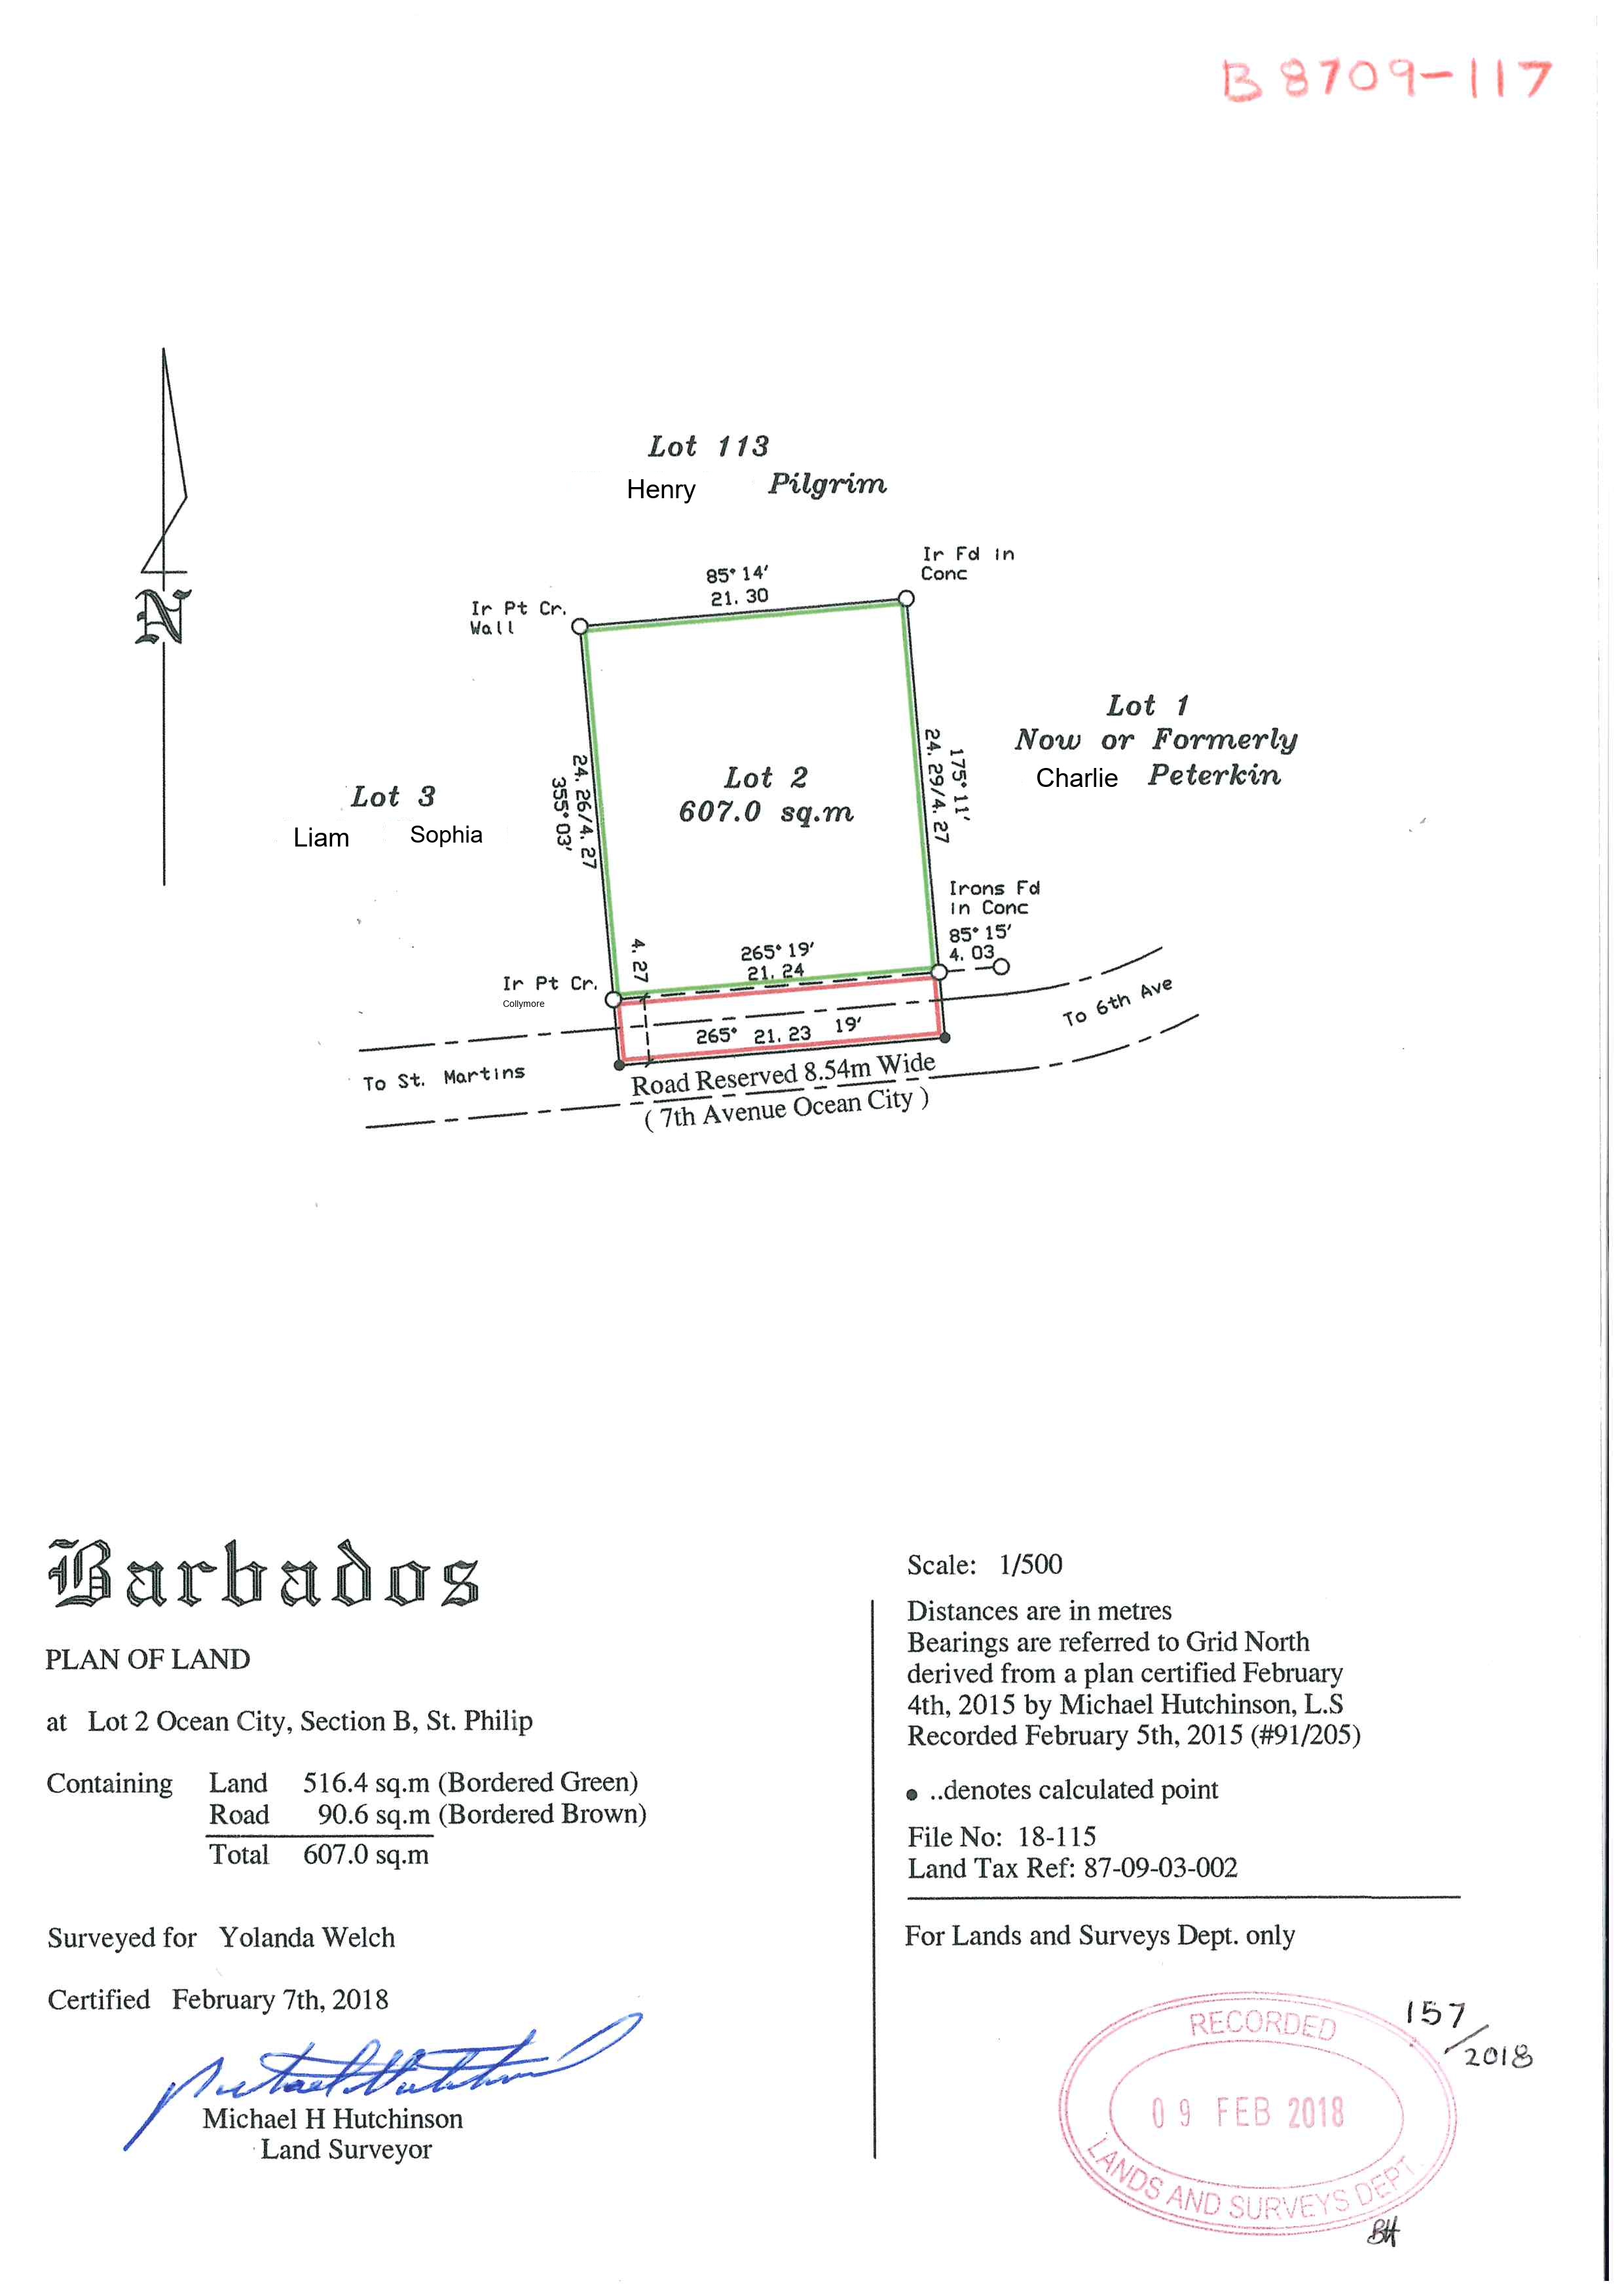 B 8709-117
Lot 113
Henry Pilgrim
Ir Fd in
Conc
85° 14'
21.30
Ir Pt Cr.
Wall
Lot 1
Now or Formerly
Charlie Peterkin
175° 11'
24.29/4.27
Lot 2
607.0 sq.m
24.26/4.27
355° 03'
Lot 3
Liam Sophia
Irons Fd
in Conc
85° 15'
4.03
265° 19'
21.24
4.27
Ir Pt Cr.
Collymore
265° 21.23 19'
To 6th Ave
To St. Martins
Road Reserved 8.54m Wide
( 7th Avenue Ocean City )
N
Barbados
PLAN OF LAND
at Lot 2 Ocean City, Section B, St. Philip
Containing Land 516.4 sq.m (Bordered Green)
Road 90.6 sq.m (Bordered Brown)
Total 607.0 sq.m
Surveyed for Yolanda Welch
Certified February 7th, 2018
Michael H Hutchinson
Land Surveyor
Scale: 1/500
Distances are in metres
Bearings are referred to Grid North
derived from a plan certified February
4th, 2015 by Michael Hutchinson, L.S
Recorded February 5th, 2015 (#91/205)
● ..denotes calculated point
File No: 18-115
Land Tax Ref: 87-09-03-002
For Lands and Surveys Dept. only
157/2018
RECORDED
09 FEB 2018
LANDS AND SURVEYS DEPT.
BH